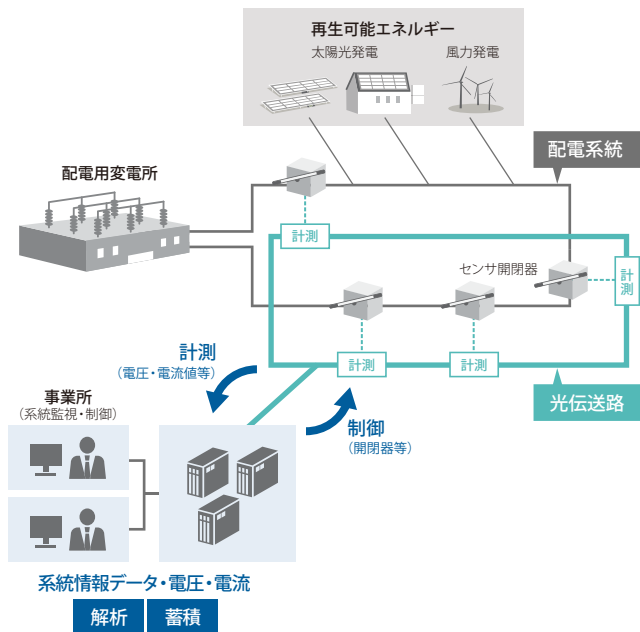 再生可能エネルギー
太陽光発電
風力発電
配電系統
配電用変電所
計測
センサ開閉器
計測
計測
計測
計測
（電圧・電流値等）
制御
（開閉器等）
光伝送路
事業所
（系統監視・制御）
系統情報データ・電圧・電流
解析
蓄積